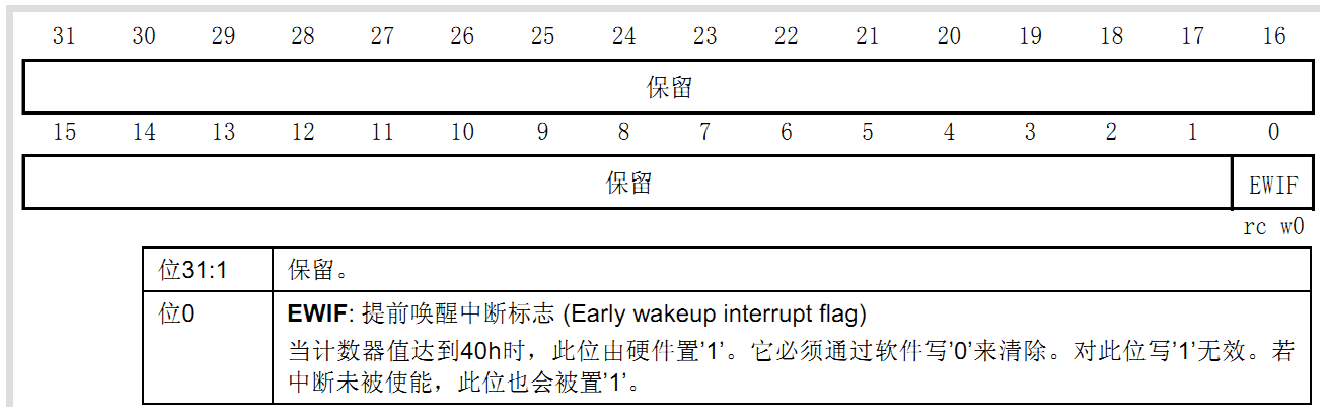 31 30 29 28 27 26 25 24 23 22 21 20 19 18 17 16
保留
15 14 13 12 11 10 9 8 7 6 5 4 3 2 1 0
保留 EWIF
rc w0
位31:1 保留。
位0 EWIF: 提前唤醒中断标志 (Early wakeup interrupt flag)
当计数器值达到40h时，此位由硬件置’1’。它必须通过软件写’0’来清除。对此位写’1’无效。若
中断未被使能，此位也会被置’1’。